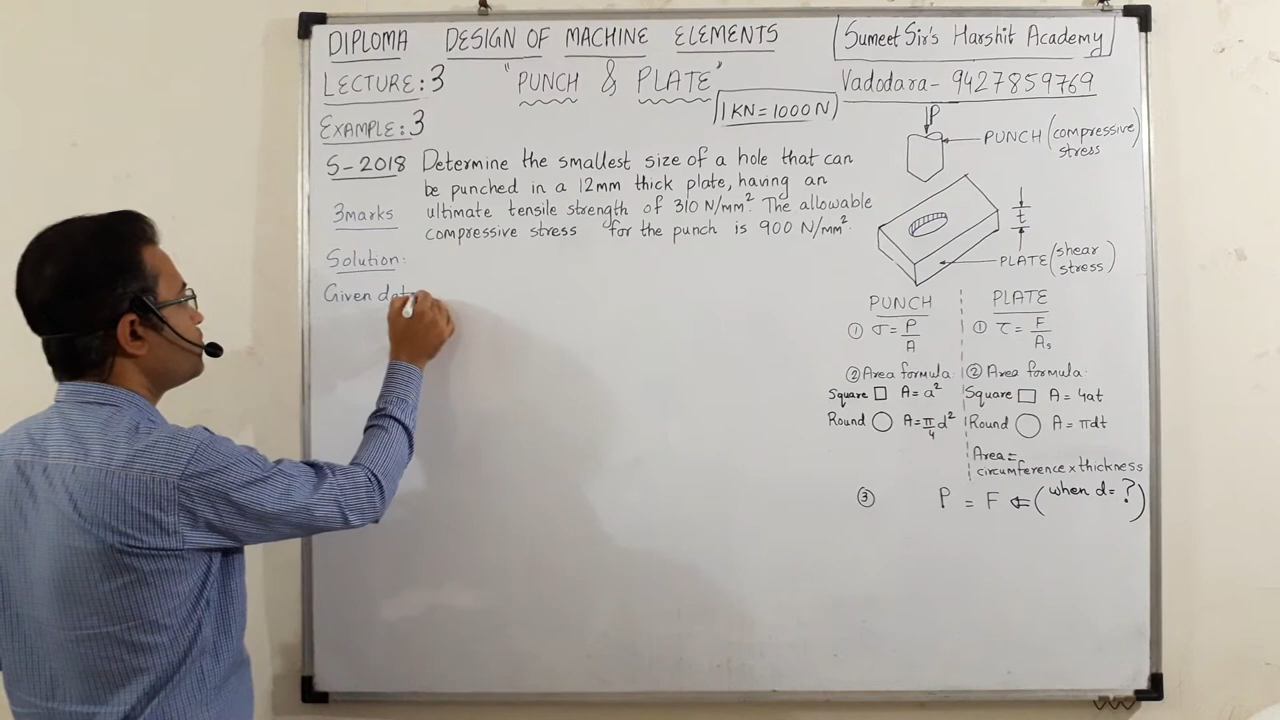 DIPLOMA DESIGN OF MACHINE ELEMENTS
Sumeet Sir's Harshit Academy
LECTURE: 3 "PUNCH & PLATE"
Vadodara- 9427859769
1 KN = 1000 N
EXAMPLE: 3
S-2018 Determine the smallest size of a hole that can
be punched in a 12mm thick plate, having an
3marks ultimate tensile strength of 310 N/mm². The allowable
compressive stress for the punch is 900 N/mm².
Solution:
Given dat
P
PUNCH (compressive
stress)
t
PLATE (shear
stress)
PUNCH PLATE
① σ = P/A ① τ = F/As
② Area formula: ② Area formula:
Square □ A = a² Square □ A = 4at
Round ○ A = π/4 d² Round ○ A = πdt
Area =
circumference x thickness
③ P = F ⇐ (when d = ?)